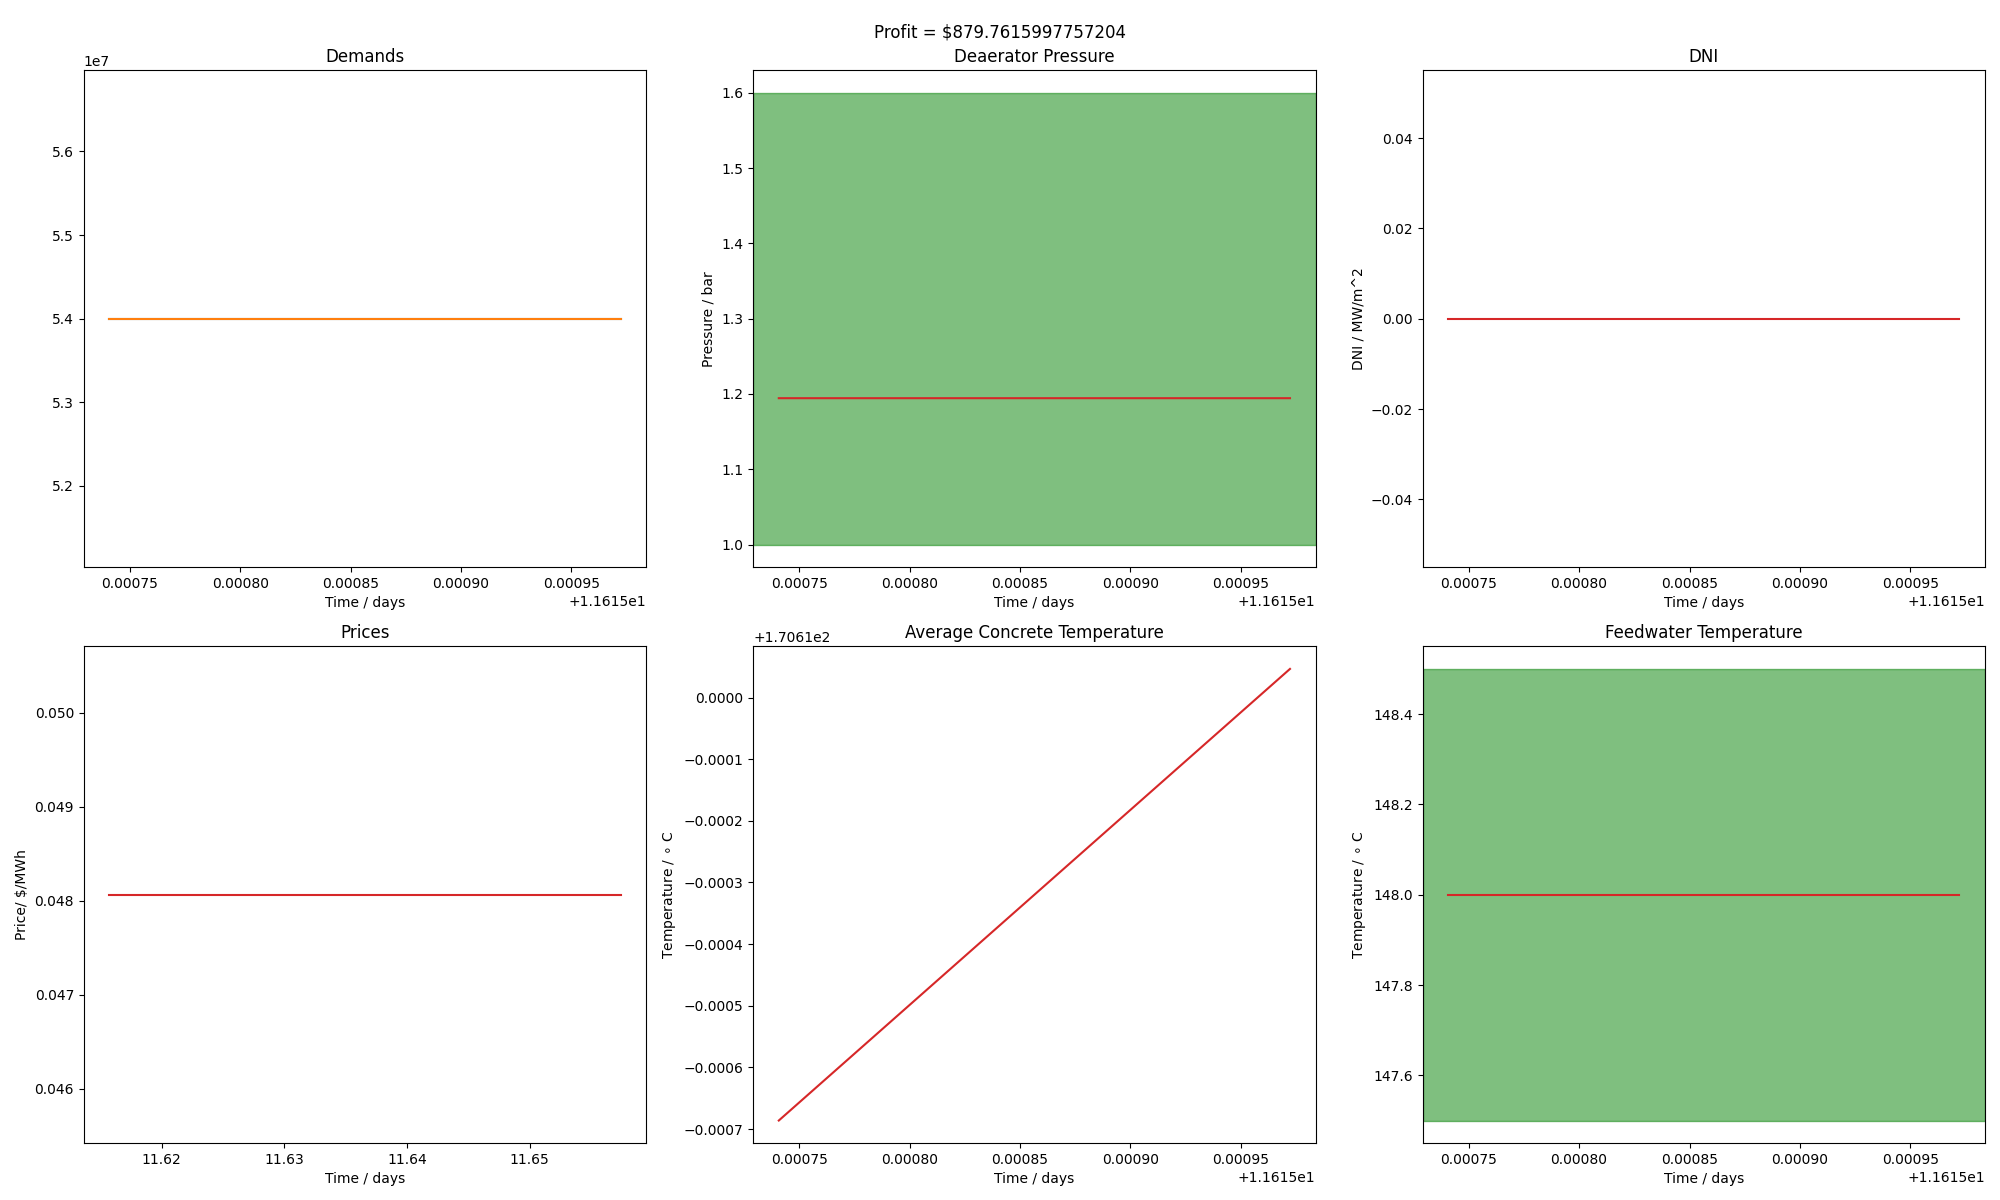 Profit = $879.7615997757204
Demands
1e7
5.6
5.5
5.4
5.3
5.2
0.00075 0.00080 0.00085 0.00090 0.00095
Time / days
+1.1615e1
Deaerator Pressure
Pressure / bar
1.6
1.5
1.4
1.3
1.2
1.1
1.0
0.00075 0.00080 0.00085 0.00090 0.00095
Time / days
+1.1615e1
DNI
DNI / MW/m^2
0.04
0.02
0.00
−0.02
−0.04
0.00075 0.00080 0.00085 0.00090 0.00095
Time / days
+1.1615e1
Prices
Price/ $/MWh
0.050
0.049
0.048
0.047
0.046
11.62 11.63 11.64 11.65
Time / days
Average Concrete Temperature
+1.7061e2
Temperature / ∘ C
0.0000
−0.0001
−0.0002
−0.0003
−0.0004
−0.0005
−0.0006
−0.0007
0.00075 0.00080 0.00085 0.00090 0.00095
Time / days
+1.1615e1
Feedwater Temperature
Temperature / ∘ C
148.4
148.2
148.0
147.8
147.6
0.00075 0.00080 0.00085 0.00090 0.00095
Time / days
+1.1615e1